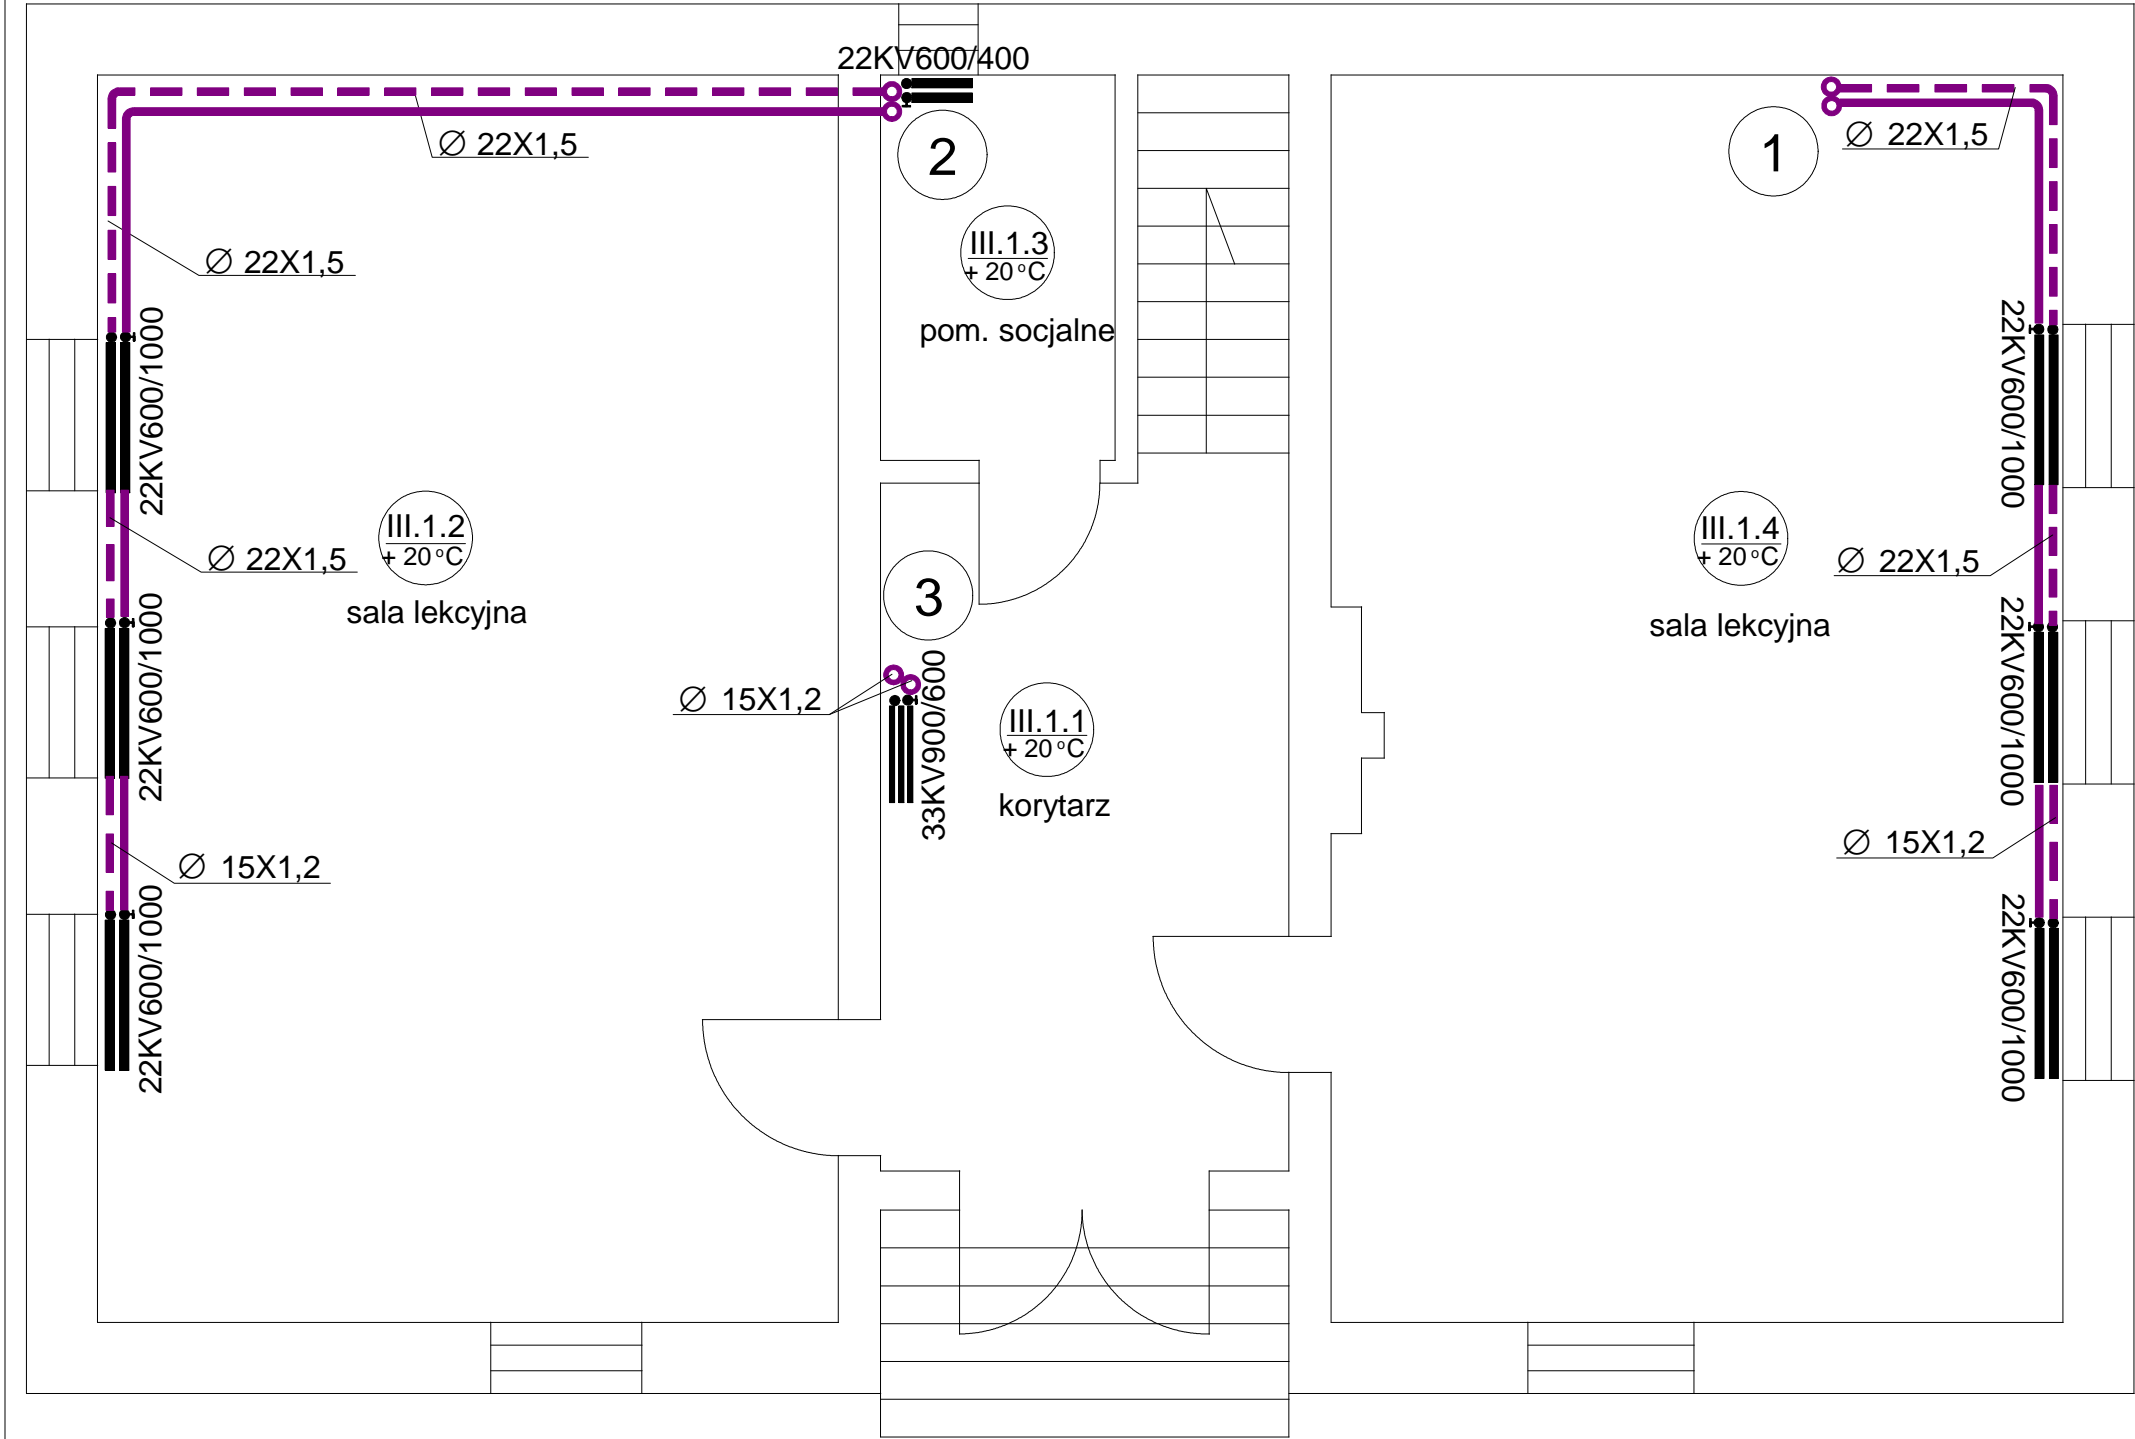 22KV600/400
Ø 22X1,5
2
1
Ø 22X1,5
III.1.3
+ 20 °C
pom. socjalne
Ø 22X1,5
22KV600/1000
22KV600/1000
III.1.2
+ 20 °C
sala lekcyjna
Ø 22X1,5
3
III.1.4
+ 20 °C
sala lekcyjna
Ø 22X1,5
22KV600/1000
22KV600/1000
Ø 15X1,2
33KV900/600
III.1.1
+ 20 °C
korytarz
Ø 15X1,2
Ø 15X1,2
22KV600/1000
22KV600/1000